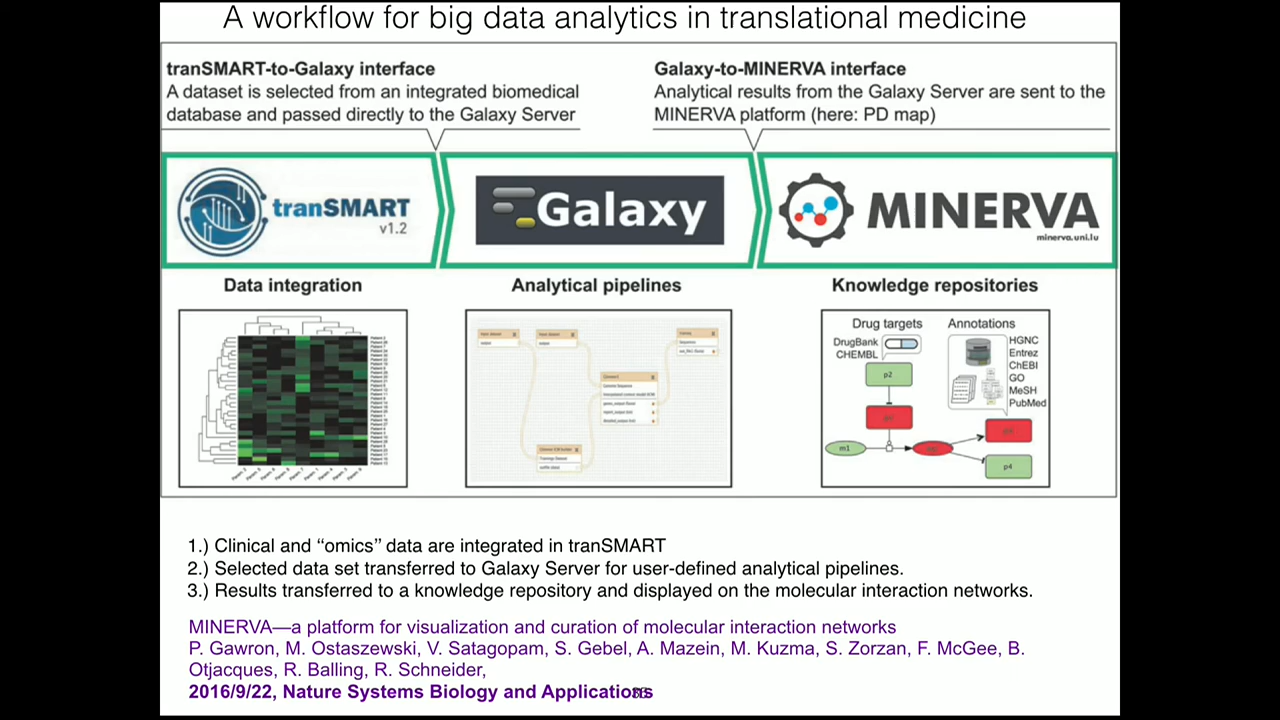 A workflow for big data analytics in translational medicine
tranSMART-to-Galaxy interface
A dataset is selected from an integrated biomedical
database and passed directly to the Galaxy Server
Galaxy-to-MINERVA interface
Analytical results from the Galaxy Server are sent to the
MINERVA platform (here: PD map)
tranSMART
v1.2
Galaxy
MINERVA
minerva.uni.lu
Data integration
Analytical pipelines
Knowledge repositories
Drug targets
DrugBank
CHEMBL
Annotations
HGNC
Entrez
ChEBI
GO
MeSH
PubMed
p2
m1
p4
1.) Clinical and “omics” data are integrated in tranSMART
2.) Selected data set transferred to Galaxy Server for user-defined analytical pipelines.
3.) Results transferred to a knowledge repository and displayed on the molecular interaction networks.
MINERVA—a platform for visualization and curation of molecular interaction networks
P. Gawron, M. Ostaszewski, V. Satagopam, S. Gebel, A. Mazein, M. Kuzma, S. Zorzan, F. McGee, B.
Otjacques, R. Balling, R. Schneider,
2016/9/22, Nature Systems Biology and Applications